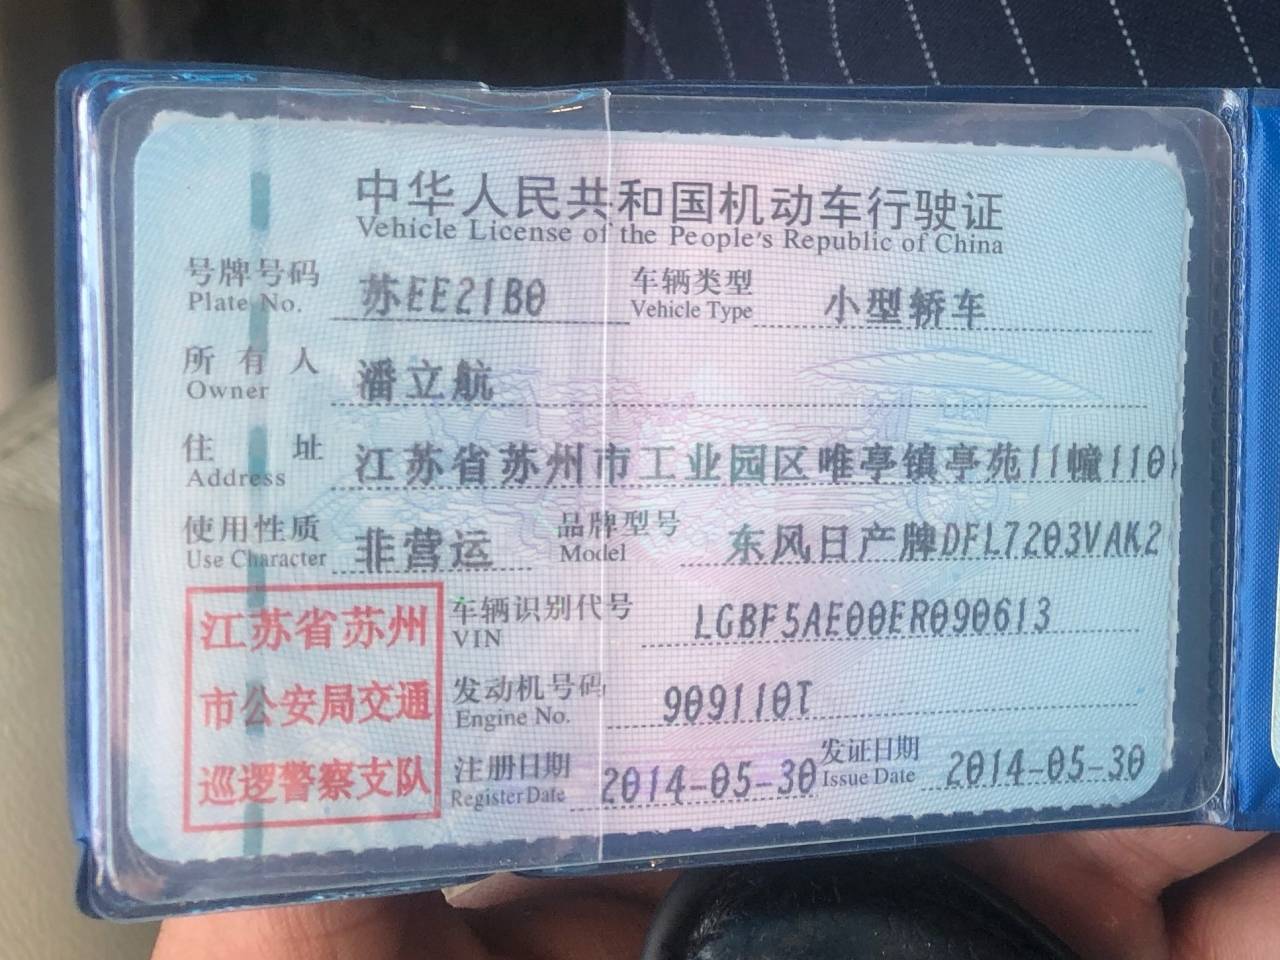 中华人民共和国机动车行驶证
Vehicle License of the People's Republic of China
号牌号码 苏EE21B0 车辆类型 小型轿车
Plate No. Vehicle Type
所有人 潘立航
Owner
住址 江苏省苏州市工业园区唯亭镇亭苑11幢1101
Address
使用性质 非营运 品牌型号 东风日产牌DFL7203VAK2
Use Character Model
江苏省苏州 车辆识别代号 LGBF5AE00ER090613
VIN
市公安局交通 发动机号码 909110T
Engine No.
巡逻警察支队 注册日期 2014-05-30 发证日期 2014-05-30
Register Date Issue Date